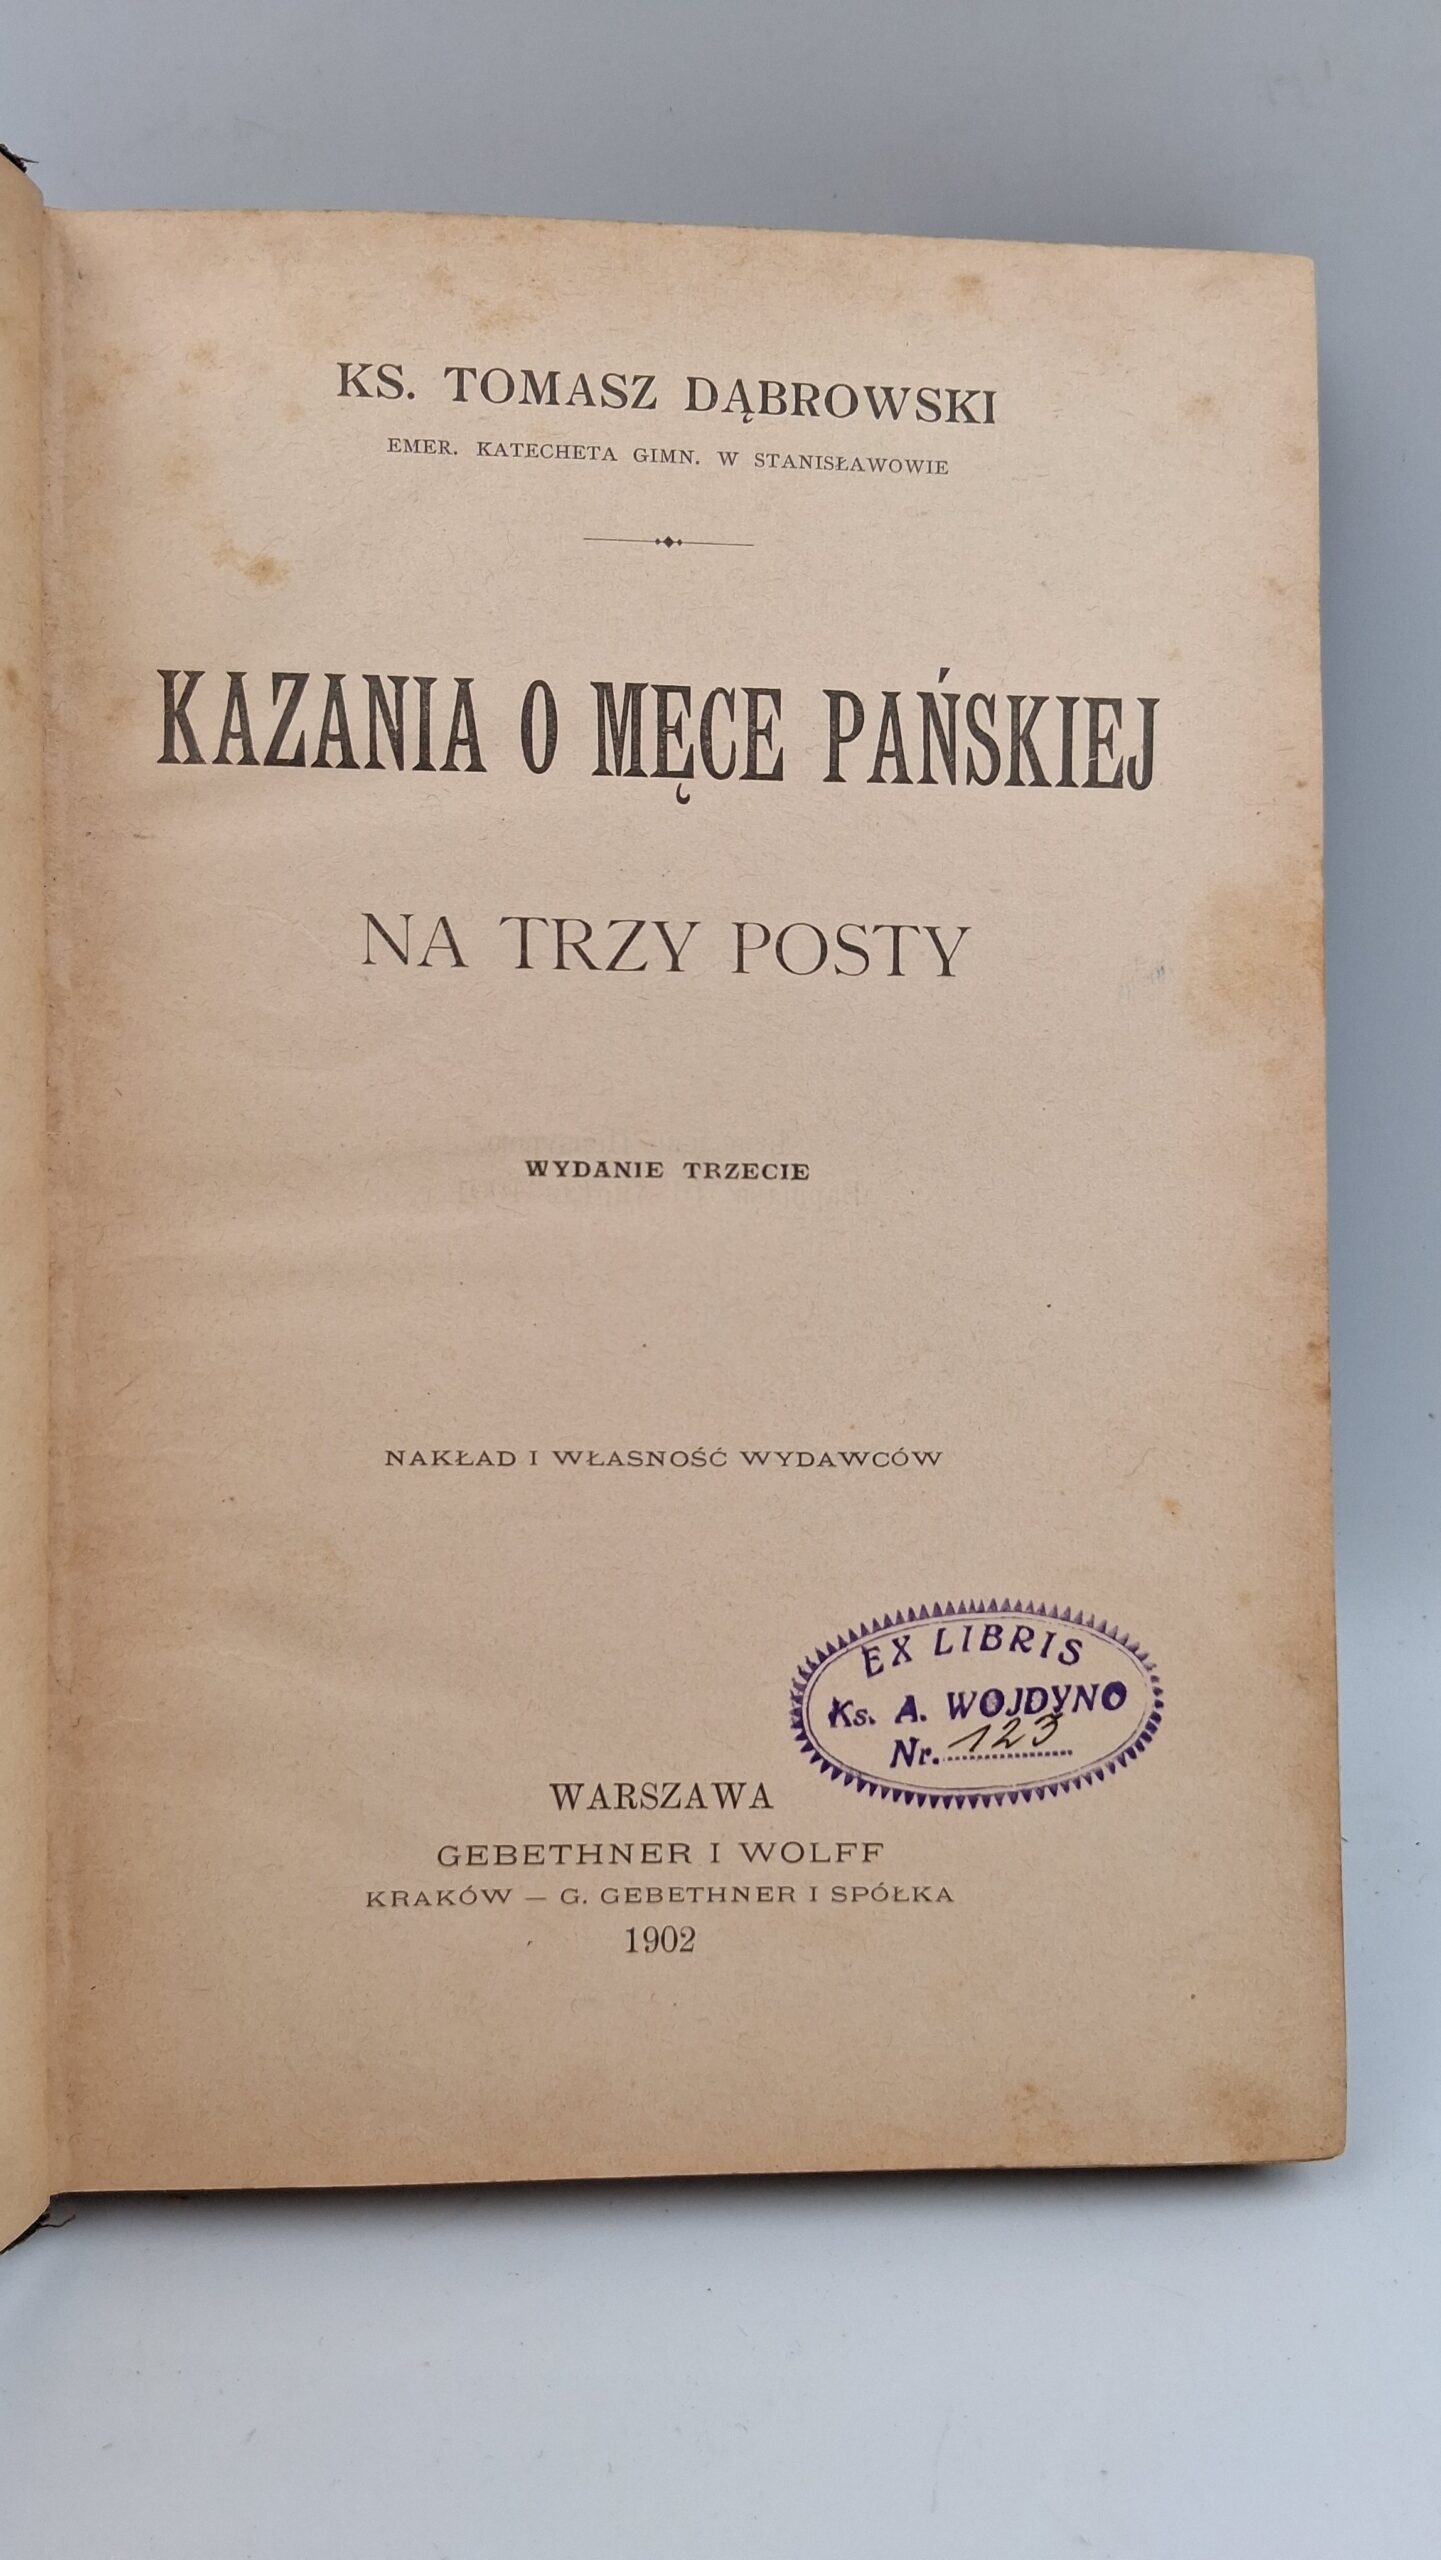 KS. TOMASZ DĄBROWSKI
EMER. KATECHETA GIMN. W STANISŁAWOWIE
KAZANIA O MĘCE PAŃSKIEJ
NA TRZY POSTY
WYDANIE TRZECIE
NAKŁAD I WŁASNOŚĆ WYDAWCÓW
EX LIBRIS
Ks. A. WOJDYNO
Nr. 123
WARSZAWA
GEBETHNER I WOLFF
KRAKÓW — G. GEBETHNER I SPÓŁKA
1902